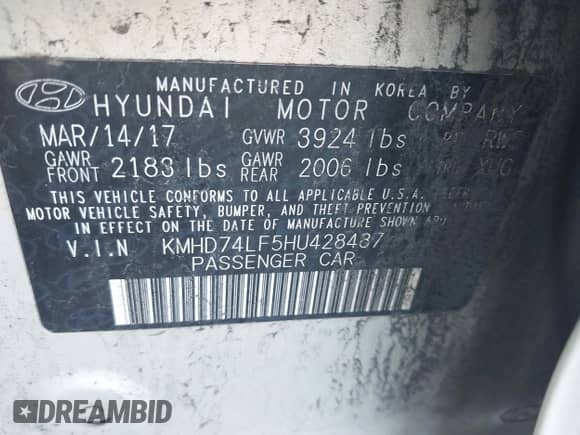 MANUFACTURED IN KOREA BY
HYUNDAI MOTOR COMPANY
MAR/14/17 GVWR 3924 lbs
GAWR FRONT 2183 lbs GAWR REAR 2006 lbs
THIS VEHICLE CONFORMS TO ALL APPLICABLE U.S.A.
MOTOR VEHICLE SAFETY, BUMPER, AND THEFT PREVENTION
IN EFFECT ON THE DATE OF MANUFACTURE SHOWN
V.I.N KMHD74LF5HU428437
PASSENGER CAR
DREAMBID